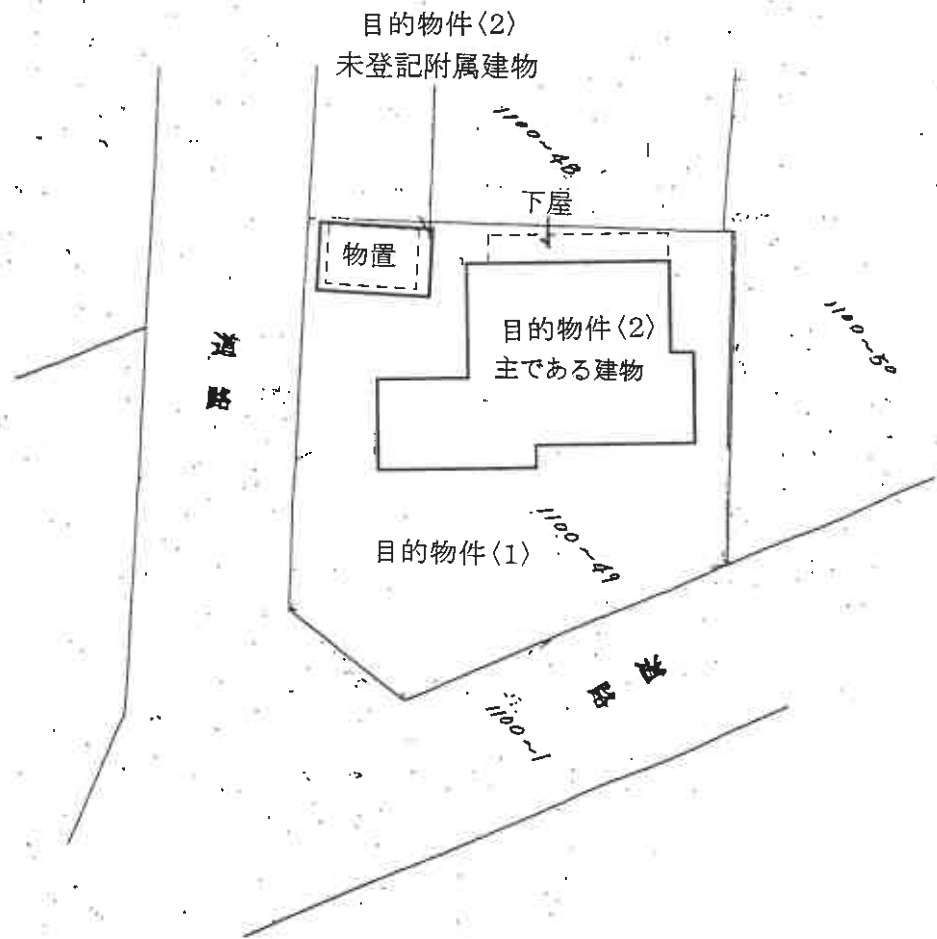 目的物件〈2〉
未登記附属建物
1100~48
下屋
物置
1100~50
目的物件〈2〉
主である建物
道路
目的物件〈1〉
1100~49
道路
1100~1